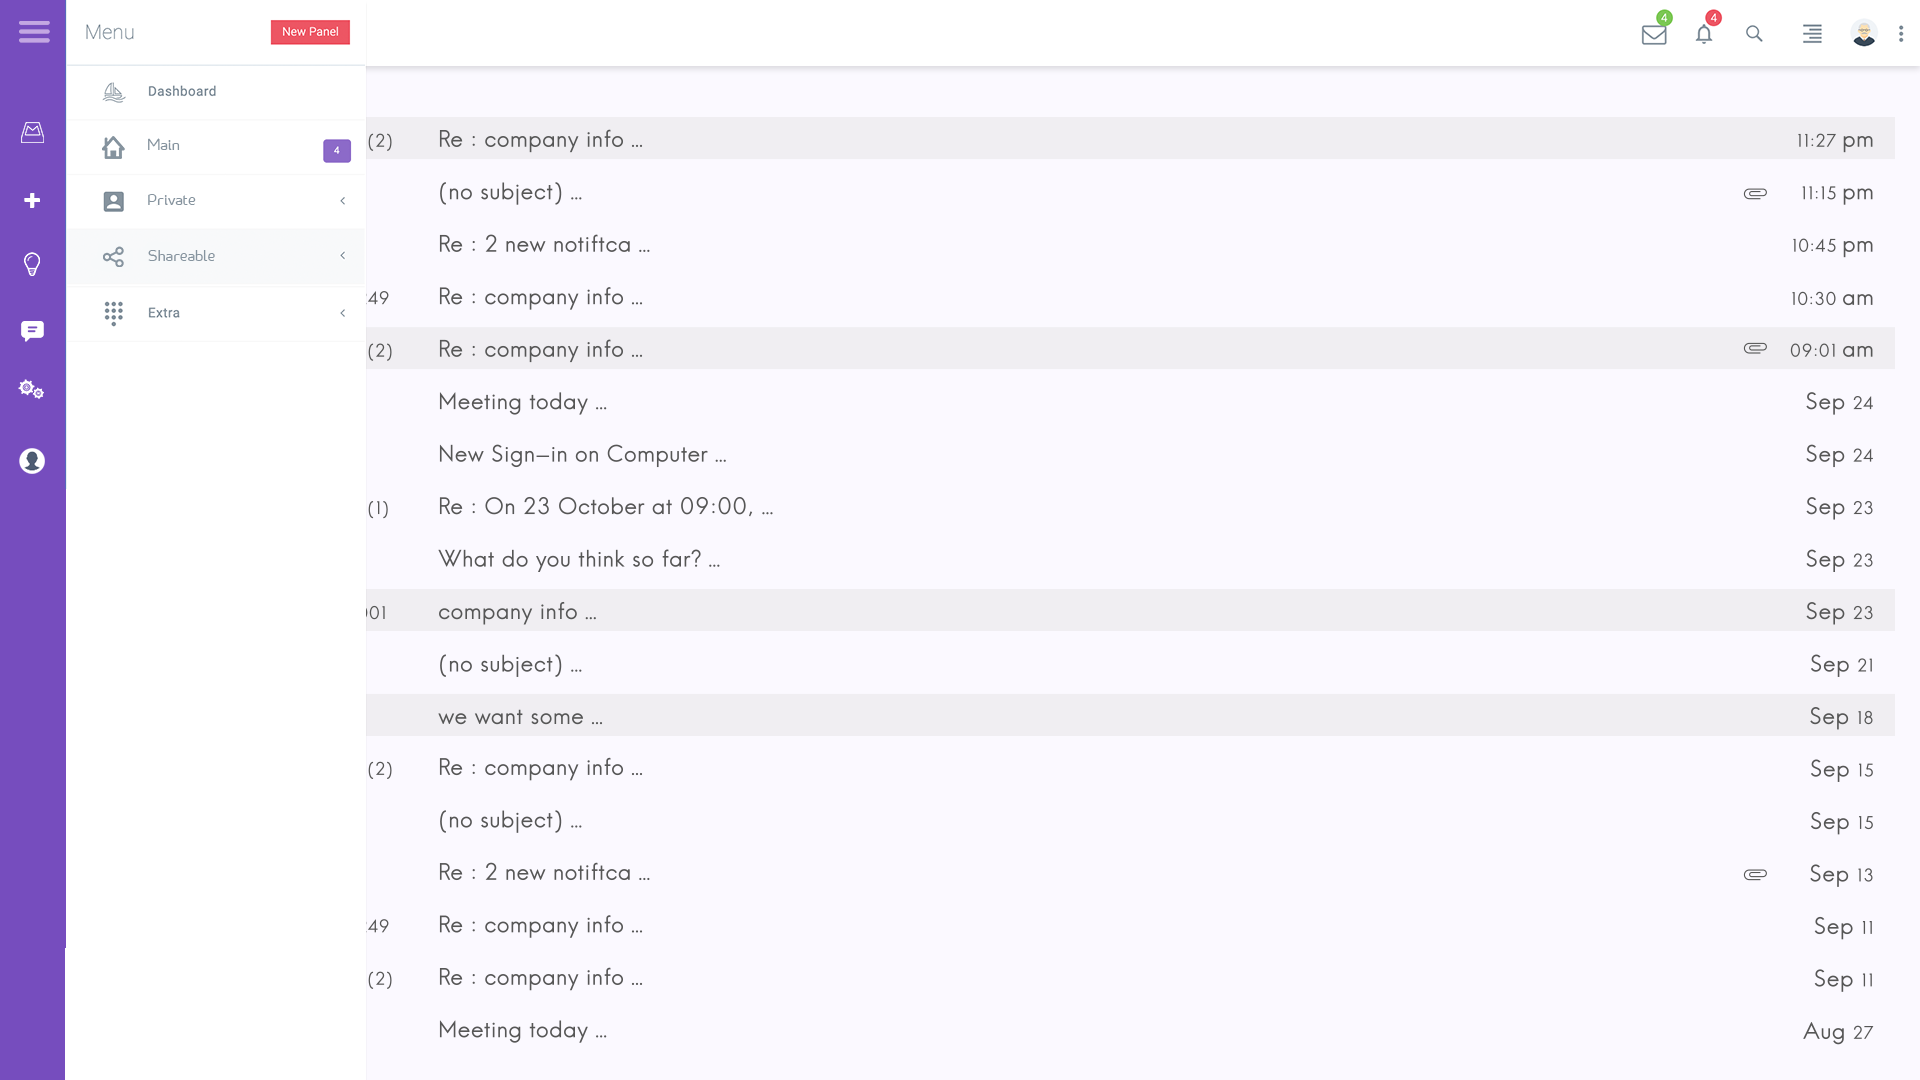 Menu
New Panel
4
4
Dashboard
Main
4
Private
Shareable
Extra
(2) Re : company info ... 11:27 pm
(no subject) ... 11:15 pm
Re : 2 new notiftca ... 10:45 pm
49 Re : company info ... 10:30 am
(2) Re : company info ... 09:01 am
Meeting today ... Sep 24
New Sign-in on Computer ... Sep 24
(1) Re : On 23 October at 09:00, ... Sep 23
What do you think so far? ... Sep 23
01 company info ... Sep 23
(no subject) ... Sep 21
we want some ... Sep 18
(2) Re : company info ... Sep 15
(no subject) ... Sep 15
Re : 2 new notiftca ... Sep 13
49 Re : company info ... Sep 11
(2) Re : company info ... Sep 11
Meeting today ... Aug 27